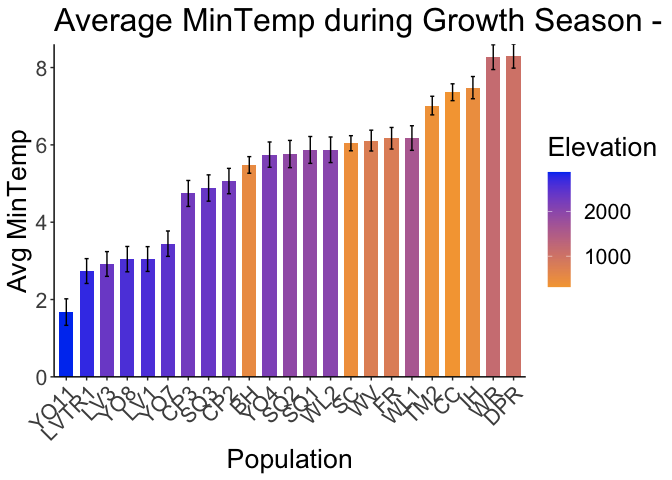 Average MinTemp during Growth Season -
Avg MinTemp
8
6
4
2
0
YO11
LVTR1
LV3
YO8
LV1
YO7
CP3
SQ3
CP2
BH
YO4
SQ2
SQ1
WL2
SC
WV
FR
WL1
TM2
CC
IH
WR
DPR
Population
Elevation
2000
1000